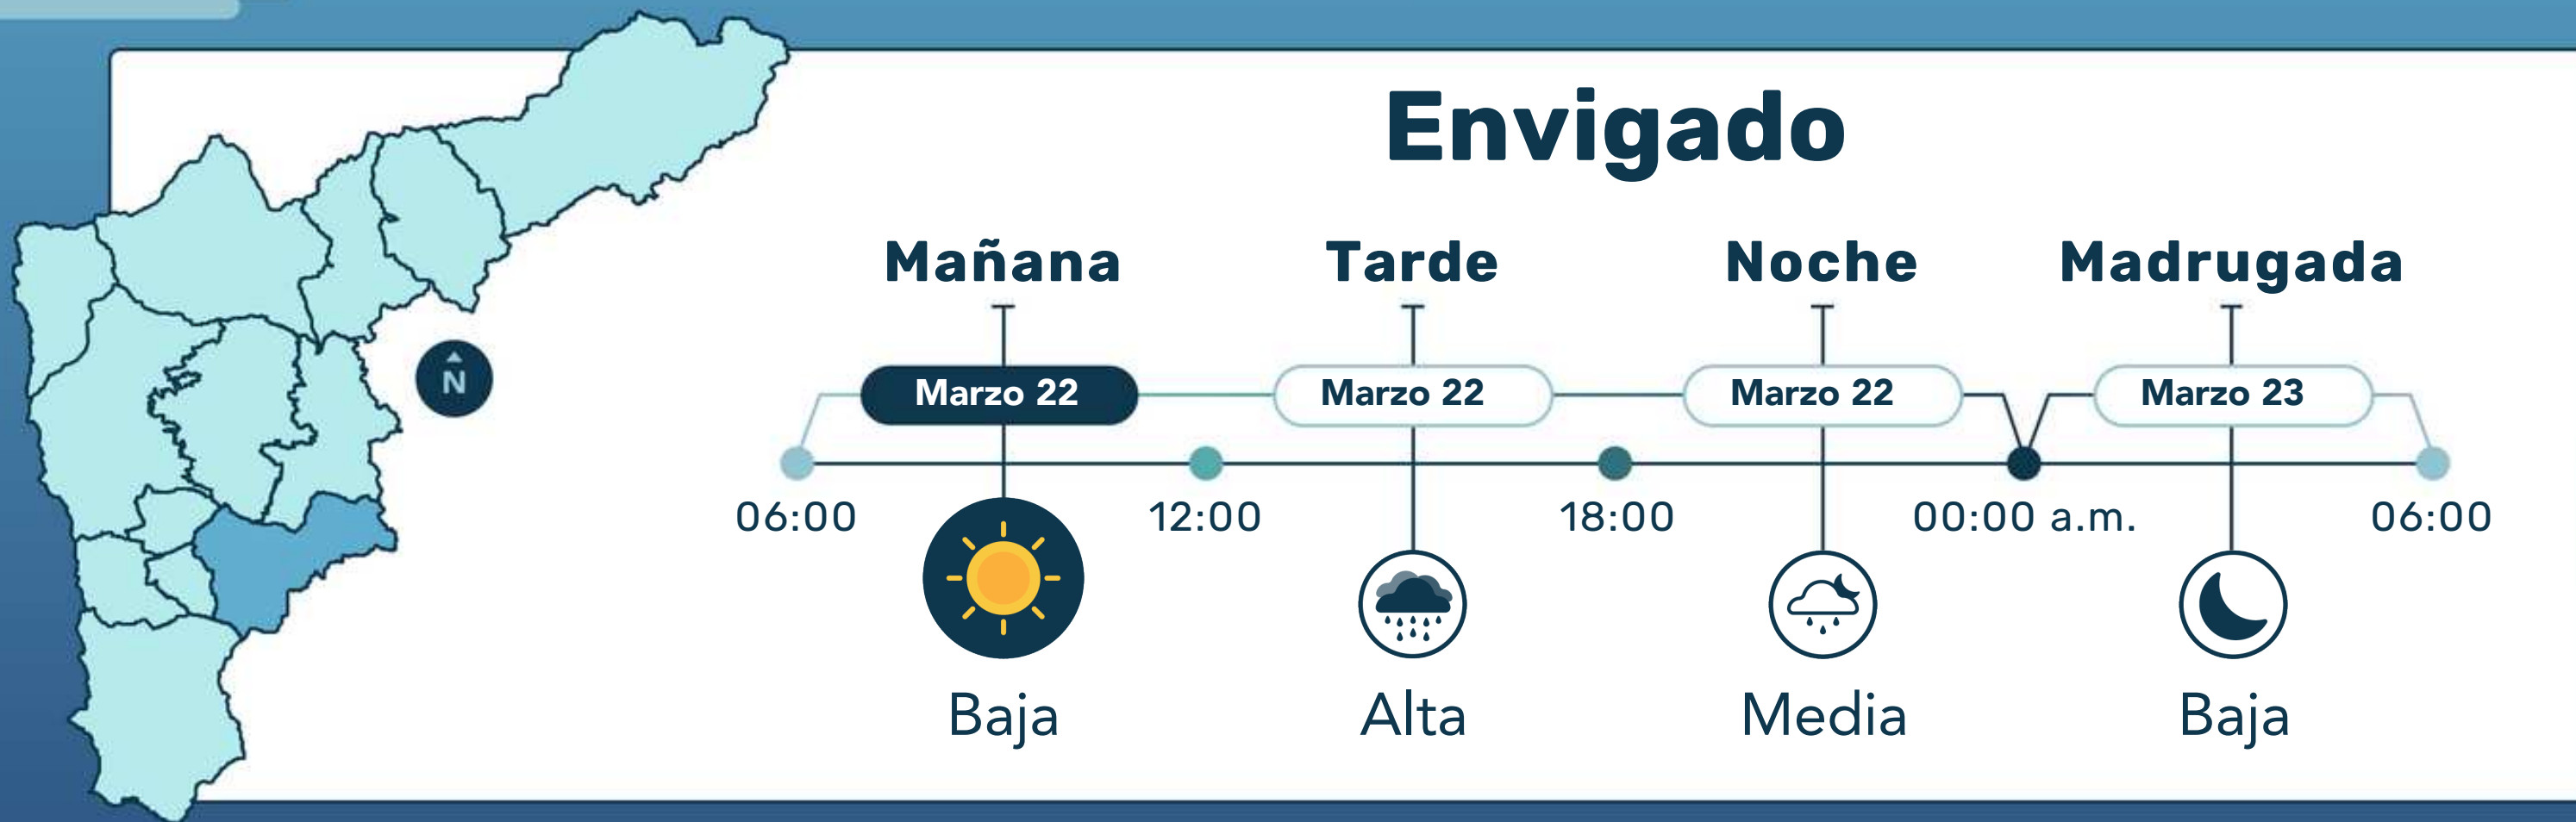 Envigado
Mañana Tarde Noche Madrugada
N
Marzo 22 Marzo 22 Marzo 22 Marzo 23
06:00 12:00 18:00 00:00 a.m. 06:00
Baja Alta Media Baja